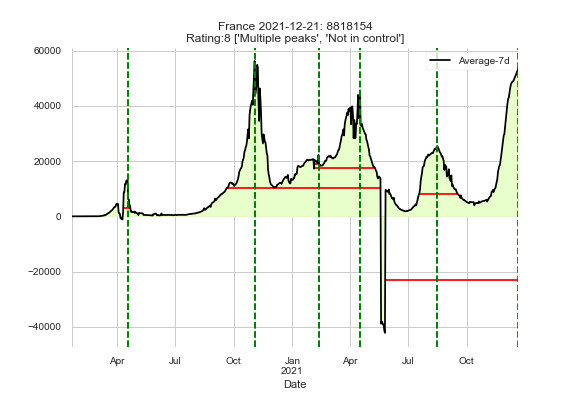 France 2021-12-21: 8818154
Rating:8 ['Multiple peaks', 'Not in control']
Average-7d
60000
40000
20000
0
−20000
−40000
Apr Jul Oct Jan Apr Jul Oct
2021
Date